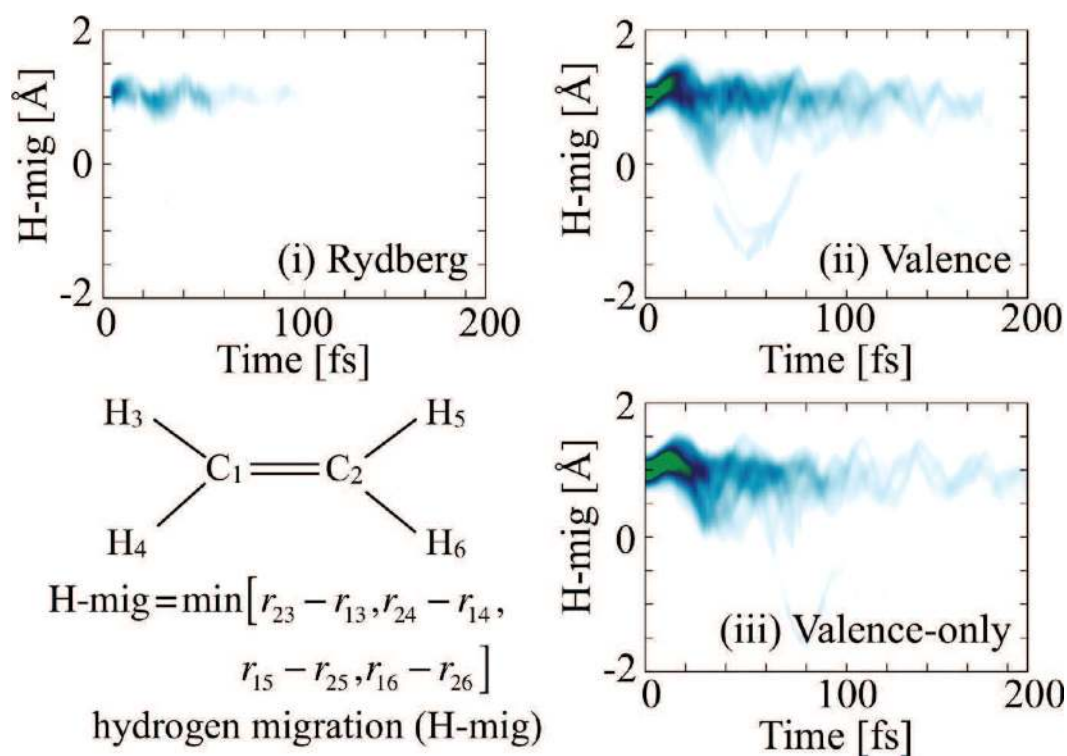 2
0
-2
H-mig [Å]
(i) Rydberg
0
100
200
Time [fs]
2
0
-2
H-mig [Å]
(ii) Valence
0
100
200
Time [fs]
H3
H5
C1
C2
H4
H6
H-mig=min[r23 − r13, r24 − r14,
r15 − r25, r16 − r26]
hydrogen migration (H-mig)
2
0
-2
H-mig [Å]
(iii) Valence-only
0
100
200
Time [fs]